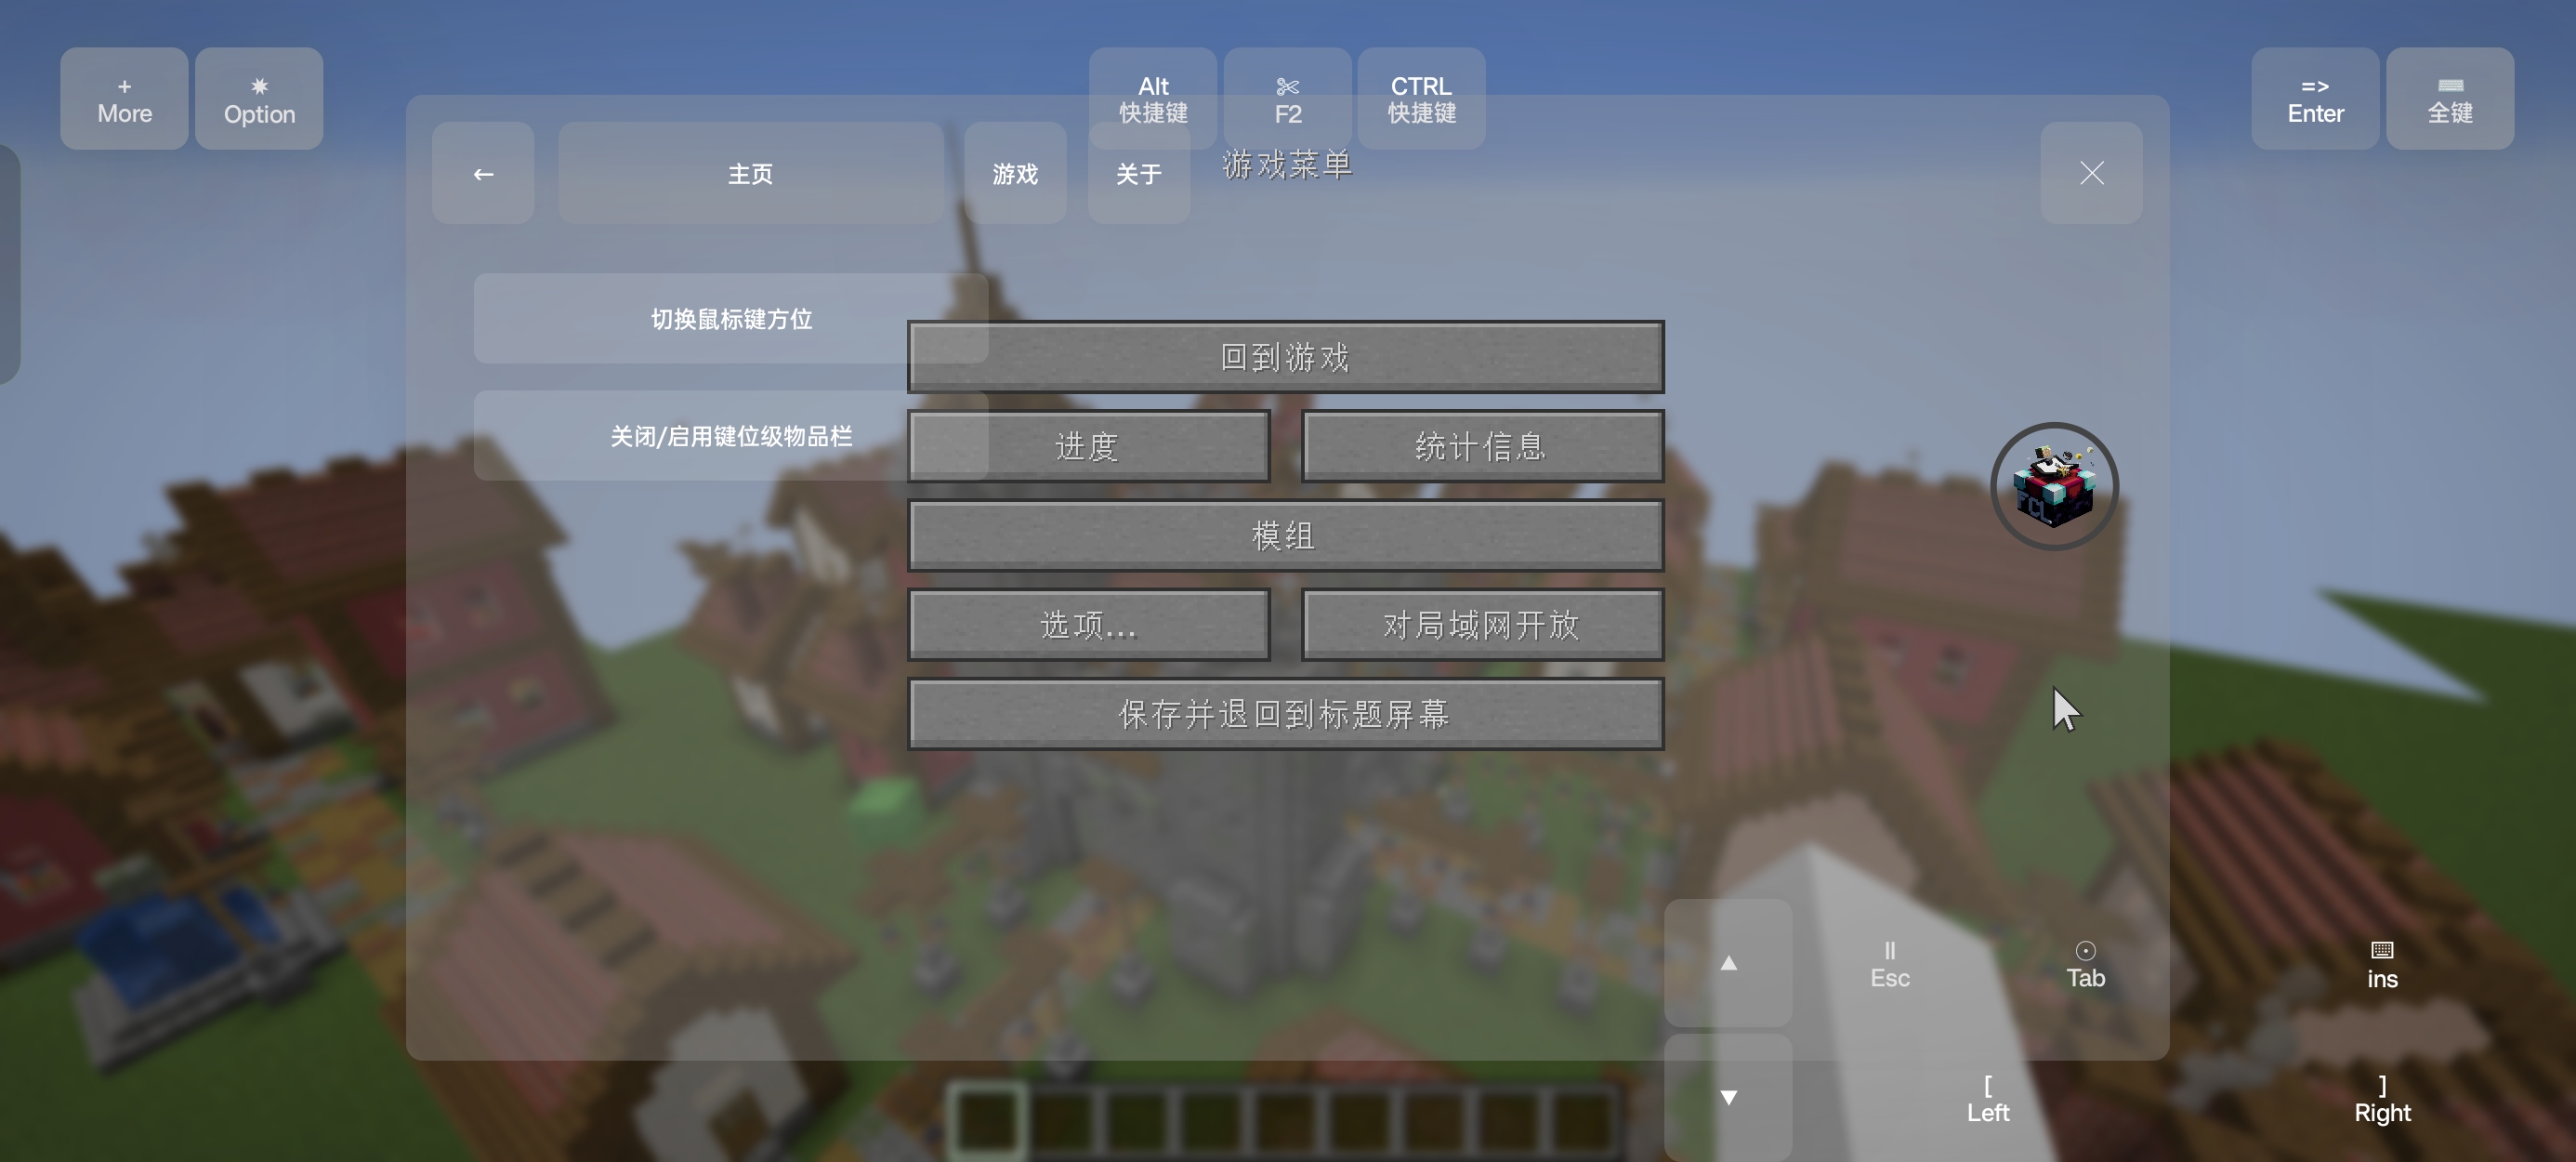 +
More
✷
Option
Alt
快捷键
✄
F2
CTRL
快捷键
=>
Enter
全键
←
主页
游戏
关于
游戏菜单
切换鼠标键方位
关闭/启用键位级物品栏
回到游戏
进度
统计信息
模组
选项...
对局域网开放
保存并退回到标题屏幕
FCL
▲
II
Esc
⊙
Tab
ins
▼
[
Left
]
Right